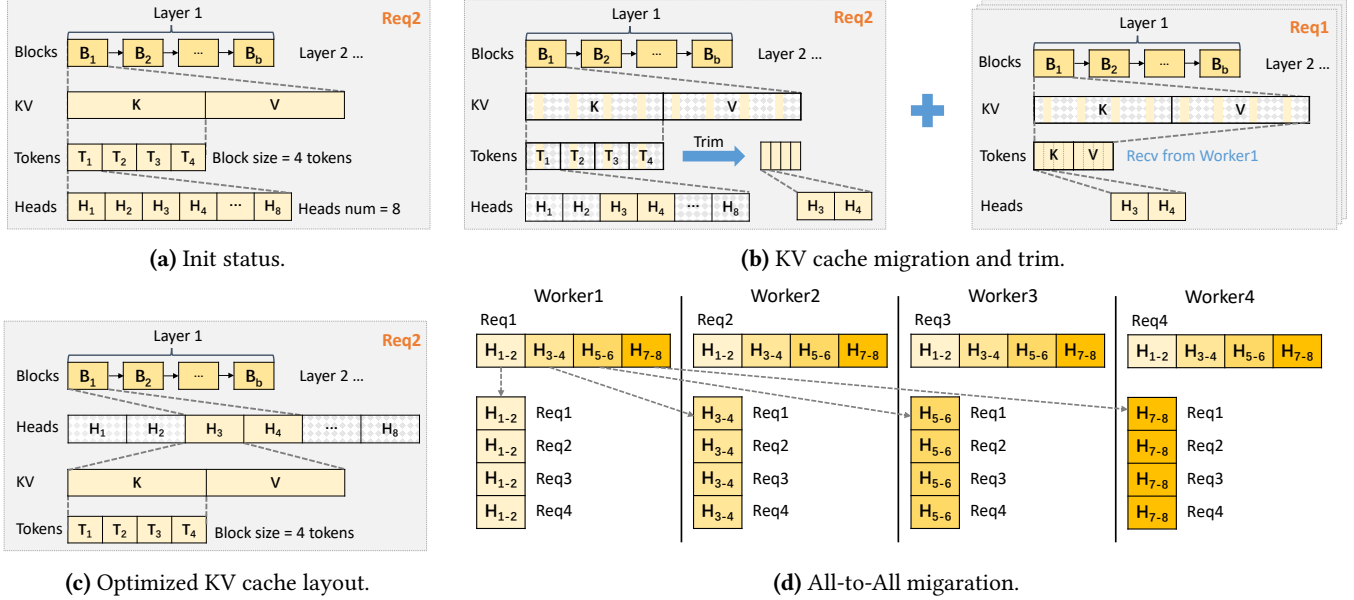 Layer 1
Req2
Blocks B1 B2 ... Bb Layer 2 ...
KV K V
Tokens T1 T2 T3 T4 Block size = 4 tokens
Heads H1 H2 H3 H4 ... H8 Heads num = 8
(a) Init status.
Layer 1
Req2
Blocks B1 B2 ... Bb Layer 2 ...
KV K V
Tokens T1 T2 T3 T4 Trim
Heads H1 H2 H3 H4 ... H8 H3 H4
Layer 1
Req1
Blocks B1 B2 ... Bb Layer 2 ...
KV K V
Tokens K V Recv from Worker1
Heads H3 H4
(b) KV cache migration and trim.
Layer 1
Req2
Blocks B1 B2 ... Bb Layer 2 ...
Heads H1 H2 H3 H4 ... H8
KV K V
Tokens T1 T2 T3 T4 Block size = 4 tokens
(c) Optimized KV cache layout.
Worker1 Worker2 Worker3 Worker4
Req1 Req2 Req3 Req4
H1-2 H3-4 H5-6 H7-8 H1-2 H3-4 H5-6 H7-8 H1-2 H3-4 H5-6 H7-8 H1-2 H3-4 H5-6 H7-8
H1-2 Req1 H3-4 Req1 H5-6 Req1 H7-8 Req1
H1-2 Req2 H3-4 Req2 H5-6 Req2 H7-8 Req2
H1-2 Req3 H3-4 Req3 H5-6 Req3 H7-8 Req3
H1-2 Req4 H3-4 Req4 H5-6 Req4 H7-8 Req4
(d) All-to-All migaration.